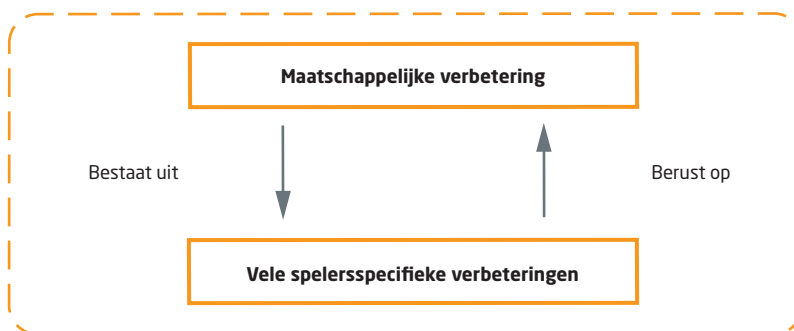 Maatschappelijke verbetering
Bestaat uit
Berust op
Vele spelersspecifieke verbeteringen